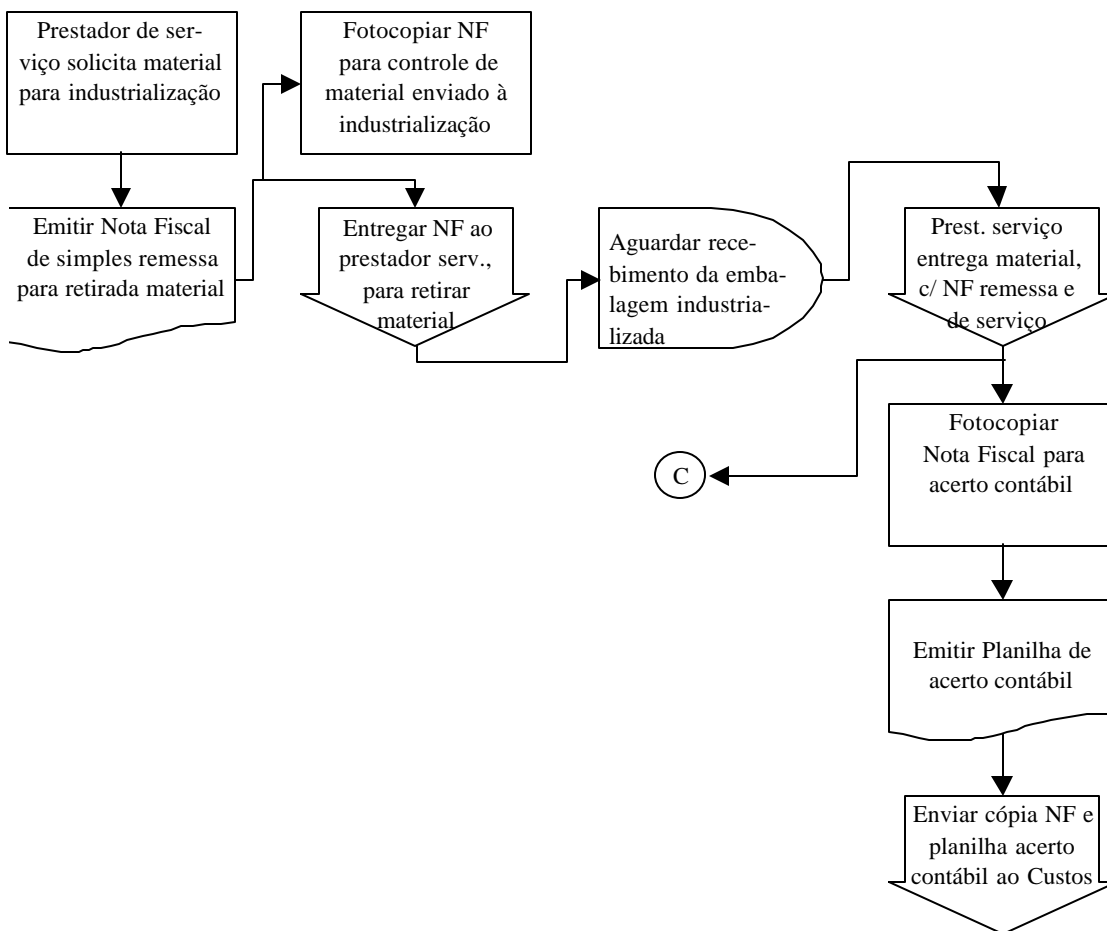 Prestador de ser-
viço solicita material
para industrialização
Fotocopiar NF
para controle de
material enviado à
industrialização
Emitir Nota Fiscal
de simples remessa
para retirada material
Entregar NF ao
prestador serv.,
para retirar
material
Aguardar rece-
bimento da emba-
lagem industria-
lizada
Prest. serviço
entrega material,
c/ NF remessa e
de serviço
C
Fotocopiar
Nota Fiscal para
acerto contábil
Emitir Planilha de
acerto contábil
Enviar cópia NF e
planilha acerto
contábil ao Custos